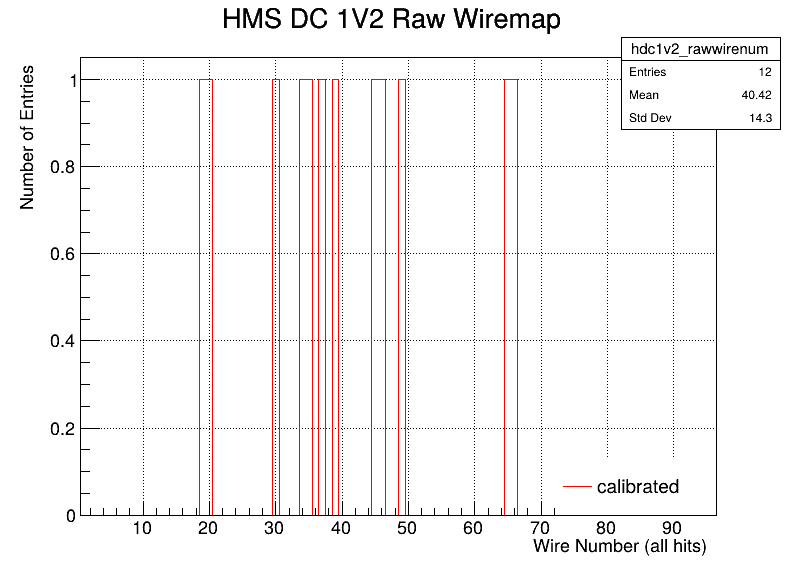 HMS DC 1V2 Raw Wiremap
hdc1v2_rawwirenum
Entries 12
Mean 40.42
Std Dev 14.3
Number of Entries
1
0.8
0.6
0.4
0.2
0
10 20 30 40 50 60 70 80 90
Wire Number (all hits)
calibrated